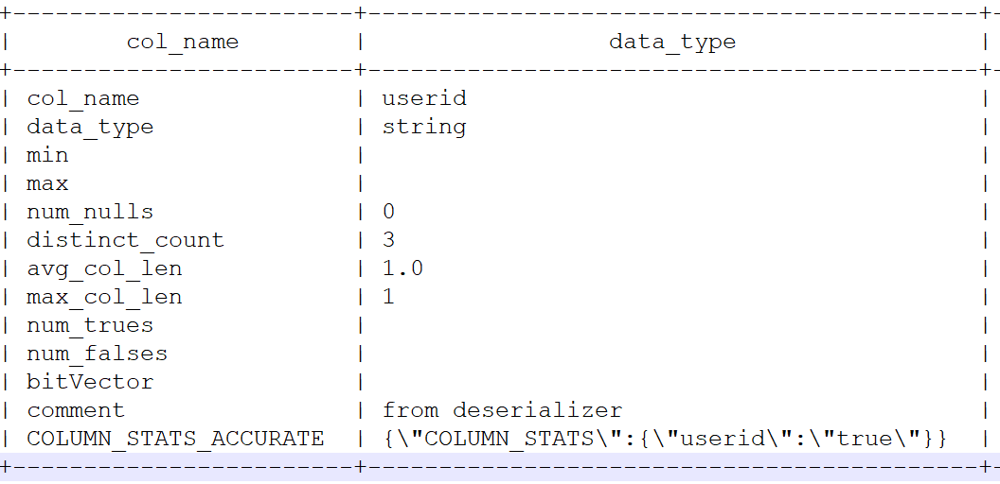 +------------------------+-------------------------------------------+-
| col_name | data_type |
+------------------------+-------------------------------------------+-
| col_name | userid |
| data_type | string |
| min | |
| max | |
| num_nulls | 0 |
| distinct_count | 3 |
| avg_col_len | 1.0 |
| max_col_len | 1 |
| num_trues | |
| num_falses | |
| bitVector | |
| comment | from deserializer |
| COLUMN_STATS_ACCURATE | {\"COLUMN_STATS\":{\"userid\":\"true\"}} |
+------------------------+-------------------------------------------+-